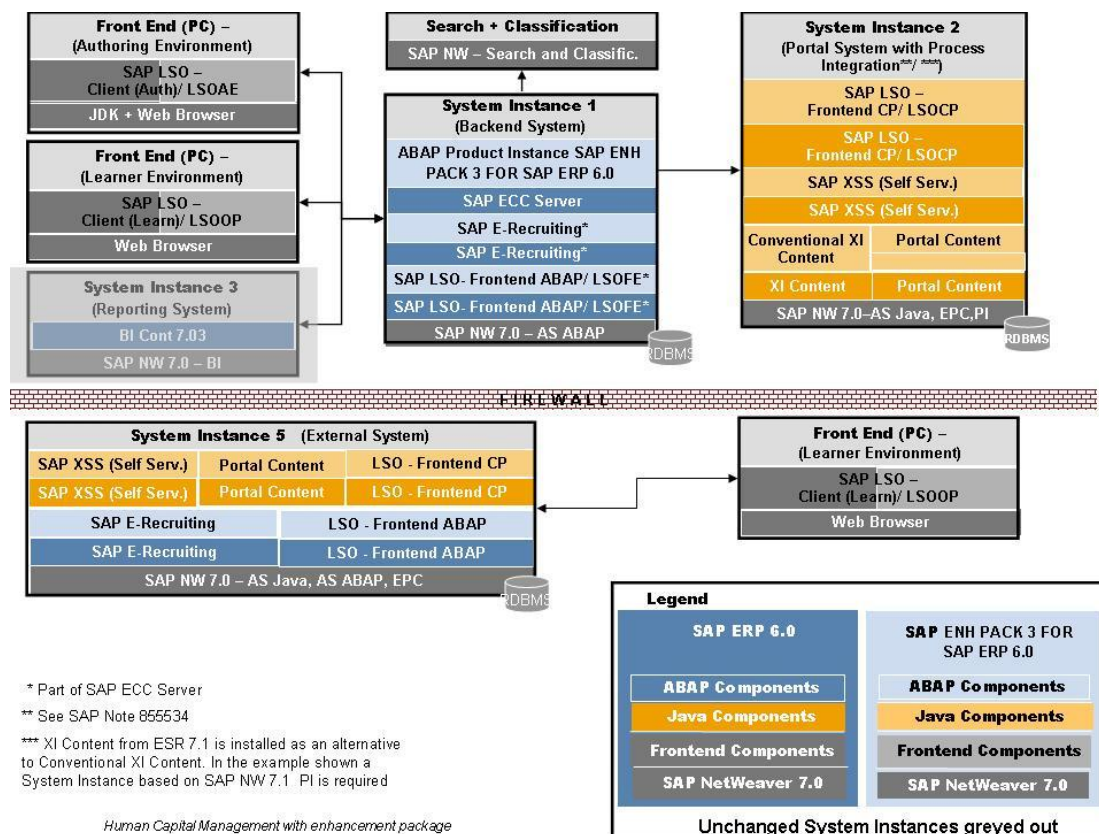 Front End (PC) –
(Authoring Environment)
SAP LSO –
Client (Auth)/ LSOAE
JDK + Web Browser
Front End (PC) –
(Learner Environment)
SAP LSO –
Client (Learn)/ LSOOP
Web Browser
System Instance 3
(Reporting System)
BI Cont 7.03
SAP NW 7.0 – BI
Search + Classification
SAP NW – Search and Classific.
System Instance 1
(Backend System)
ABAP Product Instance SAP ENH
PACK 3 FOR SAP ERP 6.0
SAP ECC Server
SAP E-Recruiting*
SAP E-Recruiting*
SAP LSO- Frontend ABAP/ LSOFE*
SAP LSO- Frontend ABAP/ LSOFE*
SAP NW 7.0 – AS ABAP
RDBMS
System Instance 2
(Portal System with Process
Integration**/ ***)
SAP LSO –
Frontend CP/ LSOCP
SAP LSO –
Frontend CP/ LSOCP
SAP XSS (Self Serv.)
SAP XSS (Self Serv.)
Conventional XI
Content
Portal Content
XI Content
Portal Content
SAP NW 7.0–AS Java, EPC,PI
RDBMS
FIREWALL
System Instance 5 (External System)
SAP XSS (Self Serv.)
Portal Content
LSO - Frontend CP
SAP XSS (Self Serv.)
Portal Content
LSO - Frontend CP
SAP E-Recruiting
LSO - Frontend ABAP
SAP E-Recruiting
LSO - Frontend ABAP
SAP NW 7.0 – AS Java, AS ABAP, EPC
RDBMS
Front End (PC) –
(Learner Environment)
SAP LSO –
Client (Learn)/ LSOOP
Web Browser
* Part of SAP ECC Server
** See SAP Note 855534
*** XI Content from ESR 7.1 is installed as an alternative
to Conventional XI Content. In the example shown a
System Instance based on SAP NW 7.1 PI is required
Human Capital Management with enhancement package
Legend
SAP ERP 6.0
ABAP Components
Java Components
Frontend Components
SAP NetWeaver 7.0
SAP ENH PACK 3 FOR
SAP ERP 6.0
ABAP Components
Java Components
Frontend Components
SAP NetWeaver 7.0
Unchanged System Instances greyed out